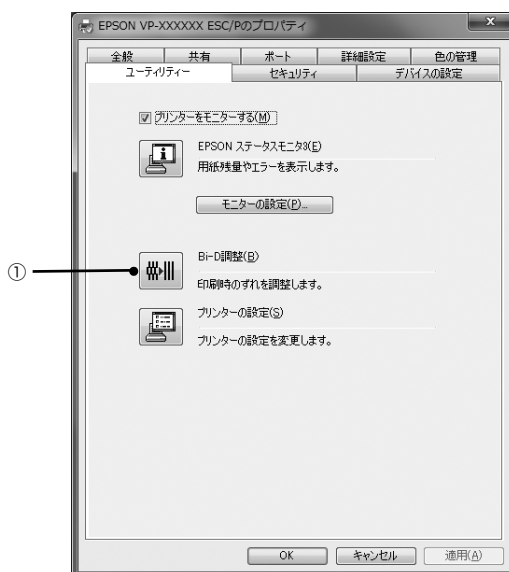 EPSON VP-XXXXXX ESC/Pのプロパティ
x
全般 共有 ポート 詳細設定 色の管理
ユーティリティー セキュリティ デバイスの設定
プリンターをモニターする(M)
EPSON ステータスモニタ3(E)
用紙残量やエラーを表示します。
モニターの設定(P)...
①
Bi-D調整(B)
印刷時のずれを調整します。
プリンターの設定(S)
プリンターの設定を変更します。
OK キャンセル 適用(A)